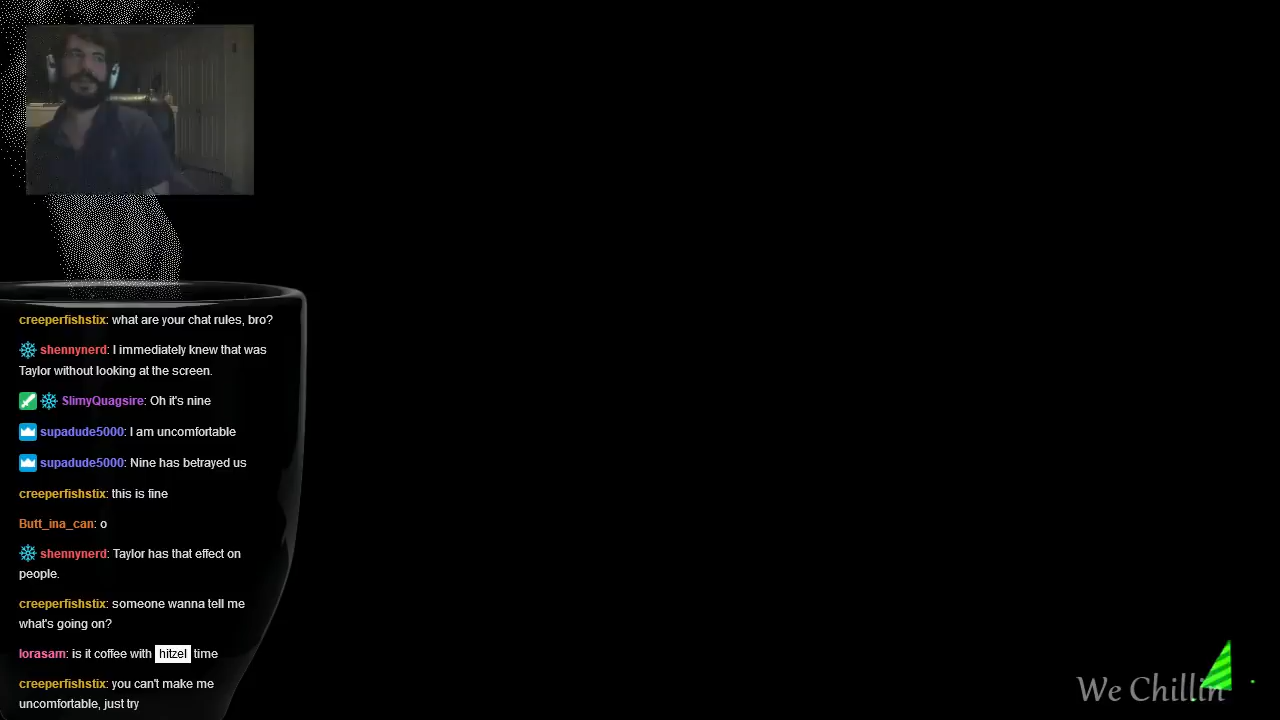 creeperfishstix: what are your chat rules, bro?
shennynerd: I immediately knew that was
Taylor without looking at the screen.
SlimyQuagsire: Oh it's nine
supadude5000: I am uncomfortable
supadude5000: Nine has betrayed us
creeperfishstix: this is fine
Butt_ina_can: o
shennynerd: Taylor has that effect on
people.
creeperfishstix: someone wanna tell me
what's going on?
lorasam: is it coffee with hitzel time
creeperfishstix: you can't make me
uncomfortable, just try
We Chillin